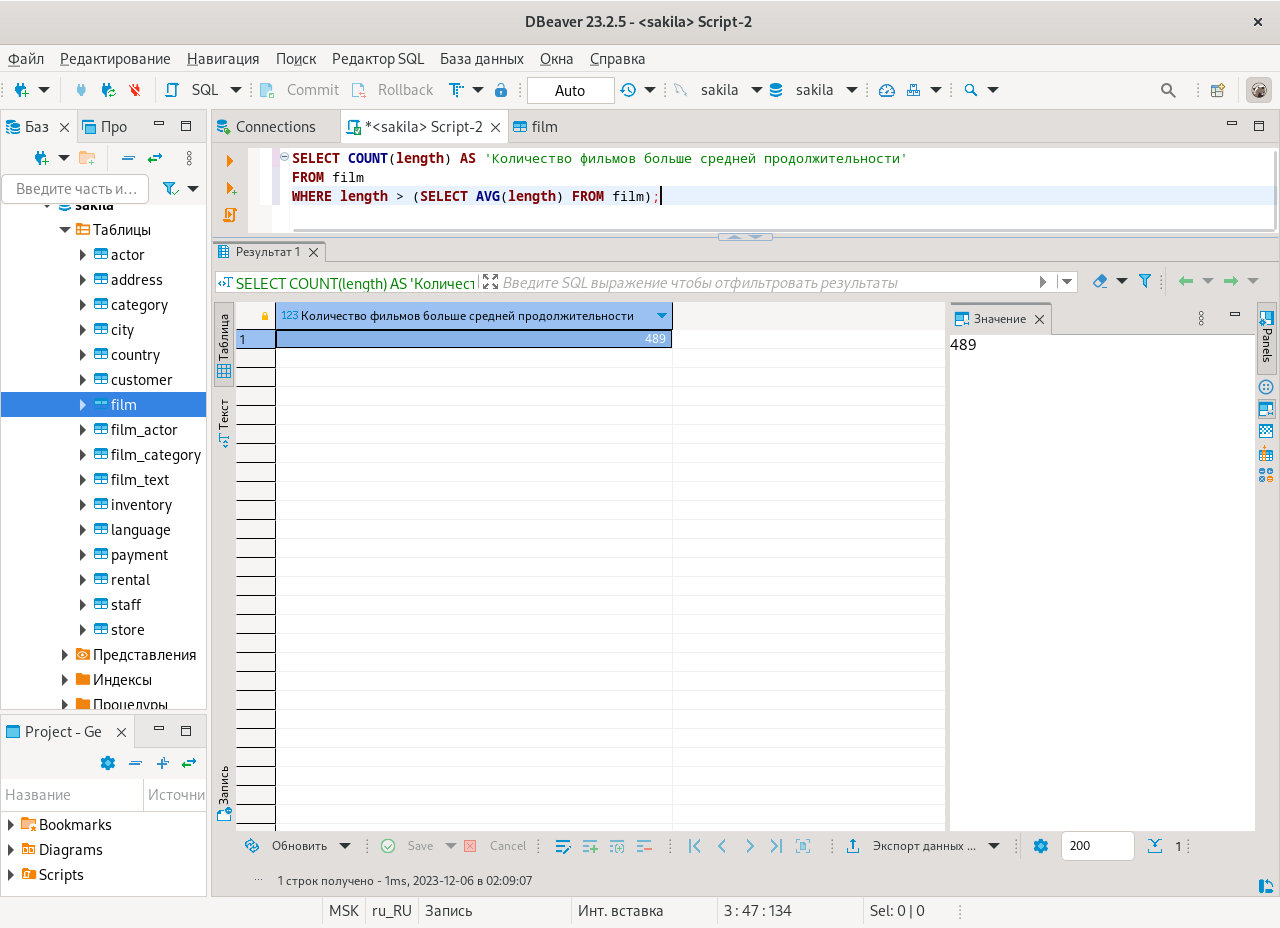 DBeaver 23.2.5 - <sakila> Script-2
Файл Редактирование Навигация Поиск Редактор SQL База данных Окна Справка
SQL Commit Rollback Auto sakila sakila
Баз Про
Введите часть и...
sakila
Таблицы
actor
address
category
city
country
customer
film
film_actor
film_category
film_text
inventory
language
payment
rental
staff
store
Представления
Индексы
Процедуры
Project - Ge
Название Источни
Bookmarks
Diagrams
Scripts
Connections *<sakila> Script-2 film
SELECT COUNT(length) AS 'Количество фильмов больше средней продолжительности'
FROM film
WHERE length > (SELECT AVG(length) FROM film);
Результат 1
SELECT COUNT(length) AS 'Количест Введите SQL выражение чтобы отфильтровать результаты
Таблица
Текст
Запись
123 Количество фильмов больше средней продолжительности
1 489
Значение
489
Panels
Обновить Save Cancel Экспорт данных ... 200 1
1 строк получено - 1ms, 2023-12-06 в 02:09:07
MSK ru_RU Запись Инт. вставка 3 : 47 : 134 Sel: 0 | 0